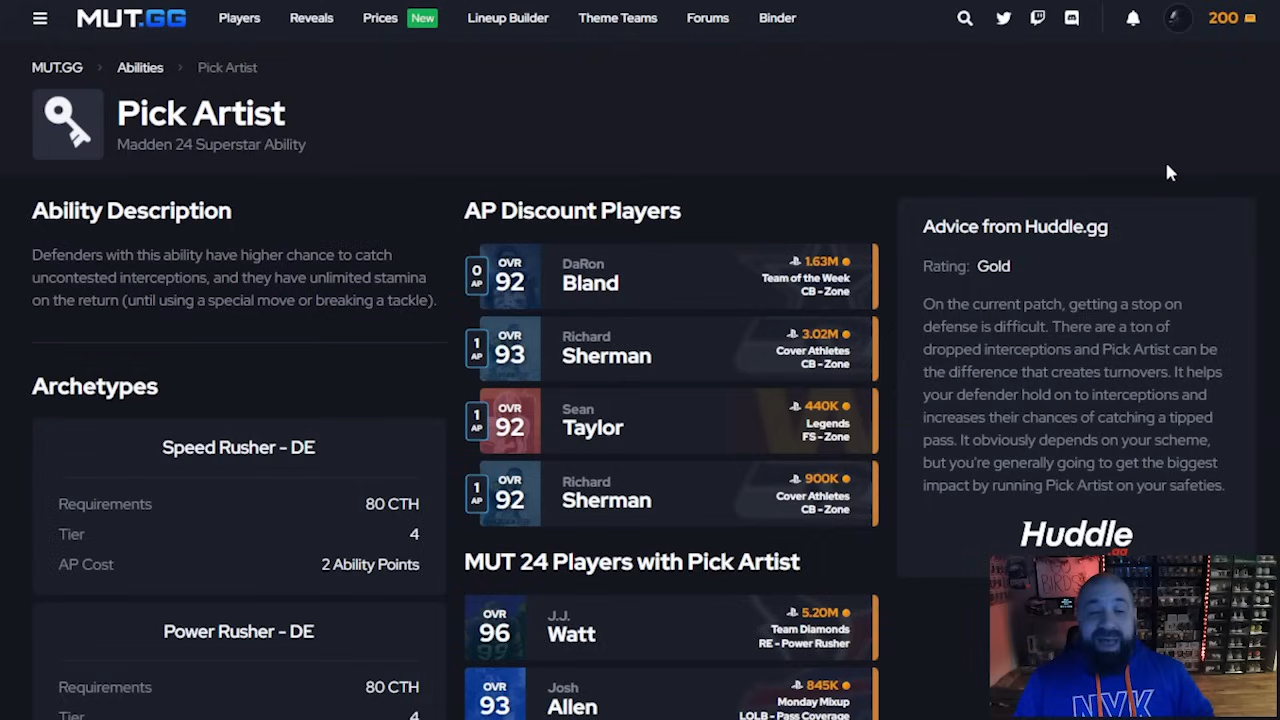 MUT.GG
Players
Reveals
Prices New
Lineup Builder
Theme Teams
Forums
Binder
200
MUT.GG > Abilities > Pick Artist
Pick Artist
Madden 24 Superstar Ability
Ability Description
Defenders with this ability have higher chance to catch
uncontested interceptions, and they have unlimited stamina
on the return (until using a special move or breaking a tackle).
Archetypes
Speed Rusher - DE
Requirements 80 CTH
Tier 4
AP Cost 2 Ability Points
Power Rusher - DE
Requirements 80 CTH
Tier 4
AP Discount Players
0 AP
OVR 92
DaRon
Bland
1.63M
Team of the Week
CB - Zone
1 AP
OVR 93
Richard
Sherman
3.02M
Cover Athletes
CB - Zone
1 AP
OVR 92
Sean
Taylor
440K
Legends
FS - Zone
1 AP
OVR 92
Richard
Sherman
900K
Cover Athletes
CB - Zone
MUT 24 Players with Pick Artist
OVR 96
J.J.
Watt
5.20M
Team Diamonds
RE - Power Rusher
OVR 93
Josh
Allen
845K
Monday Mixup
LOLB - Pass Coverage
Advice from Huddle.gg
Rating: Gold
On the current patch, getting a stop on
defense is difficult. There are a ton of
dropped interceptions and Pick Artist can be
the difference that creates turnovers. It helps
your defender hold on to interceptions and
increases their chances of catching a tipped
pass. It obviously depends on your scheme,
but you're generally going to get the biggest
impact by running Pick Artist on your safeties.
Huddle
.gg
BIRDS
NYK